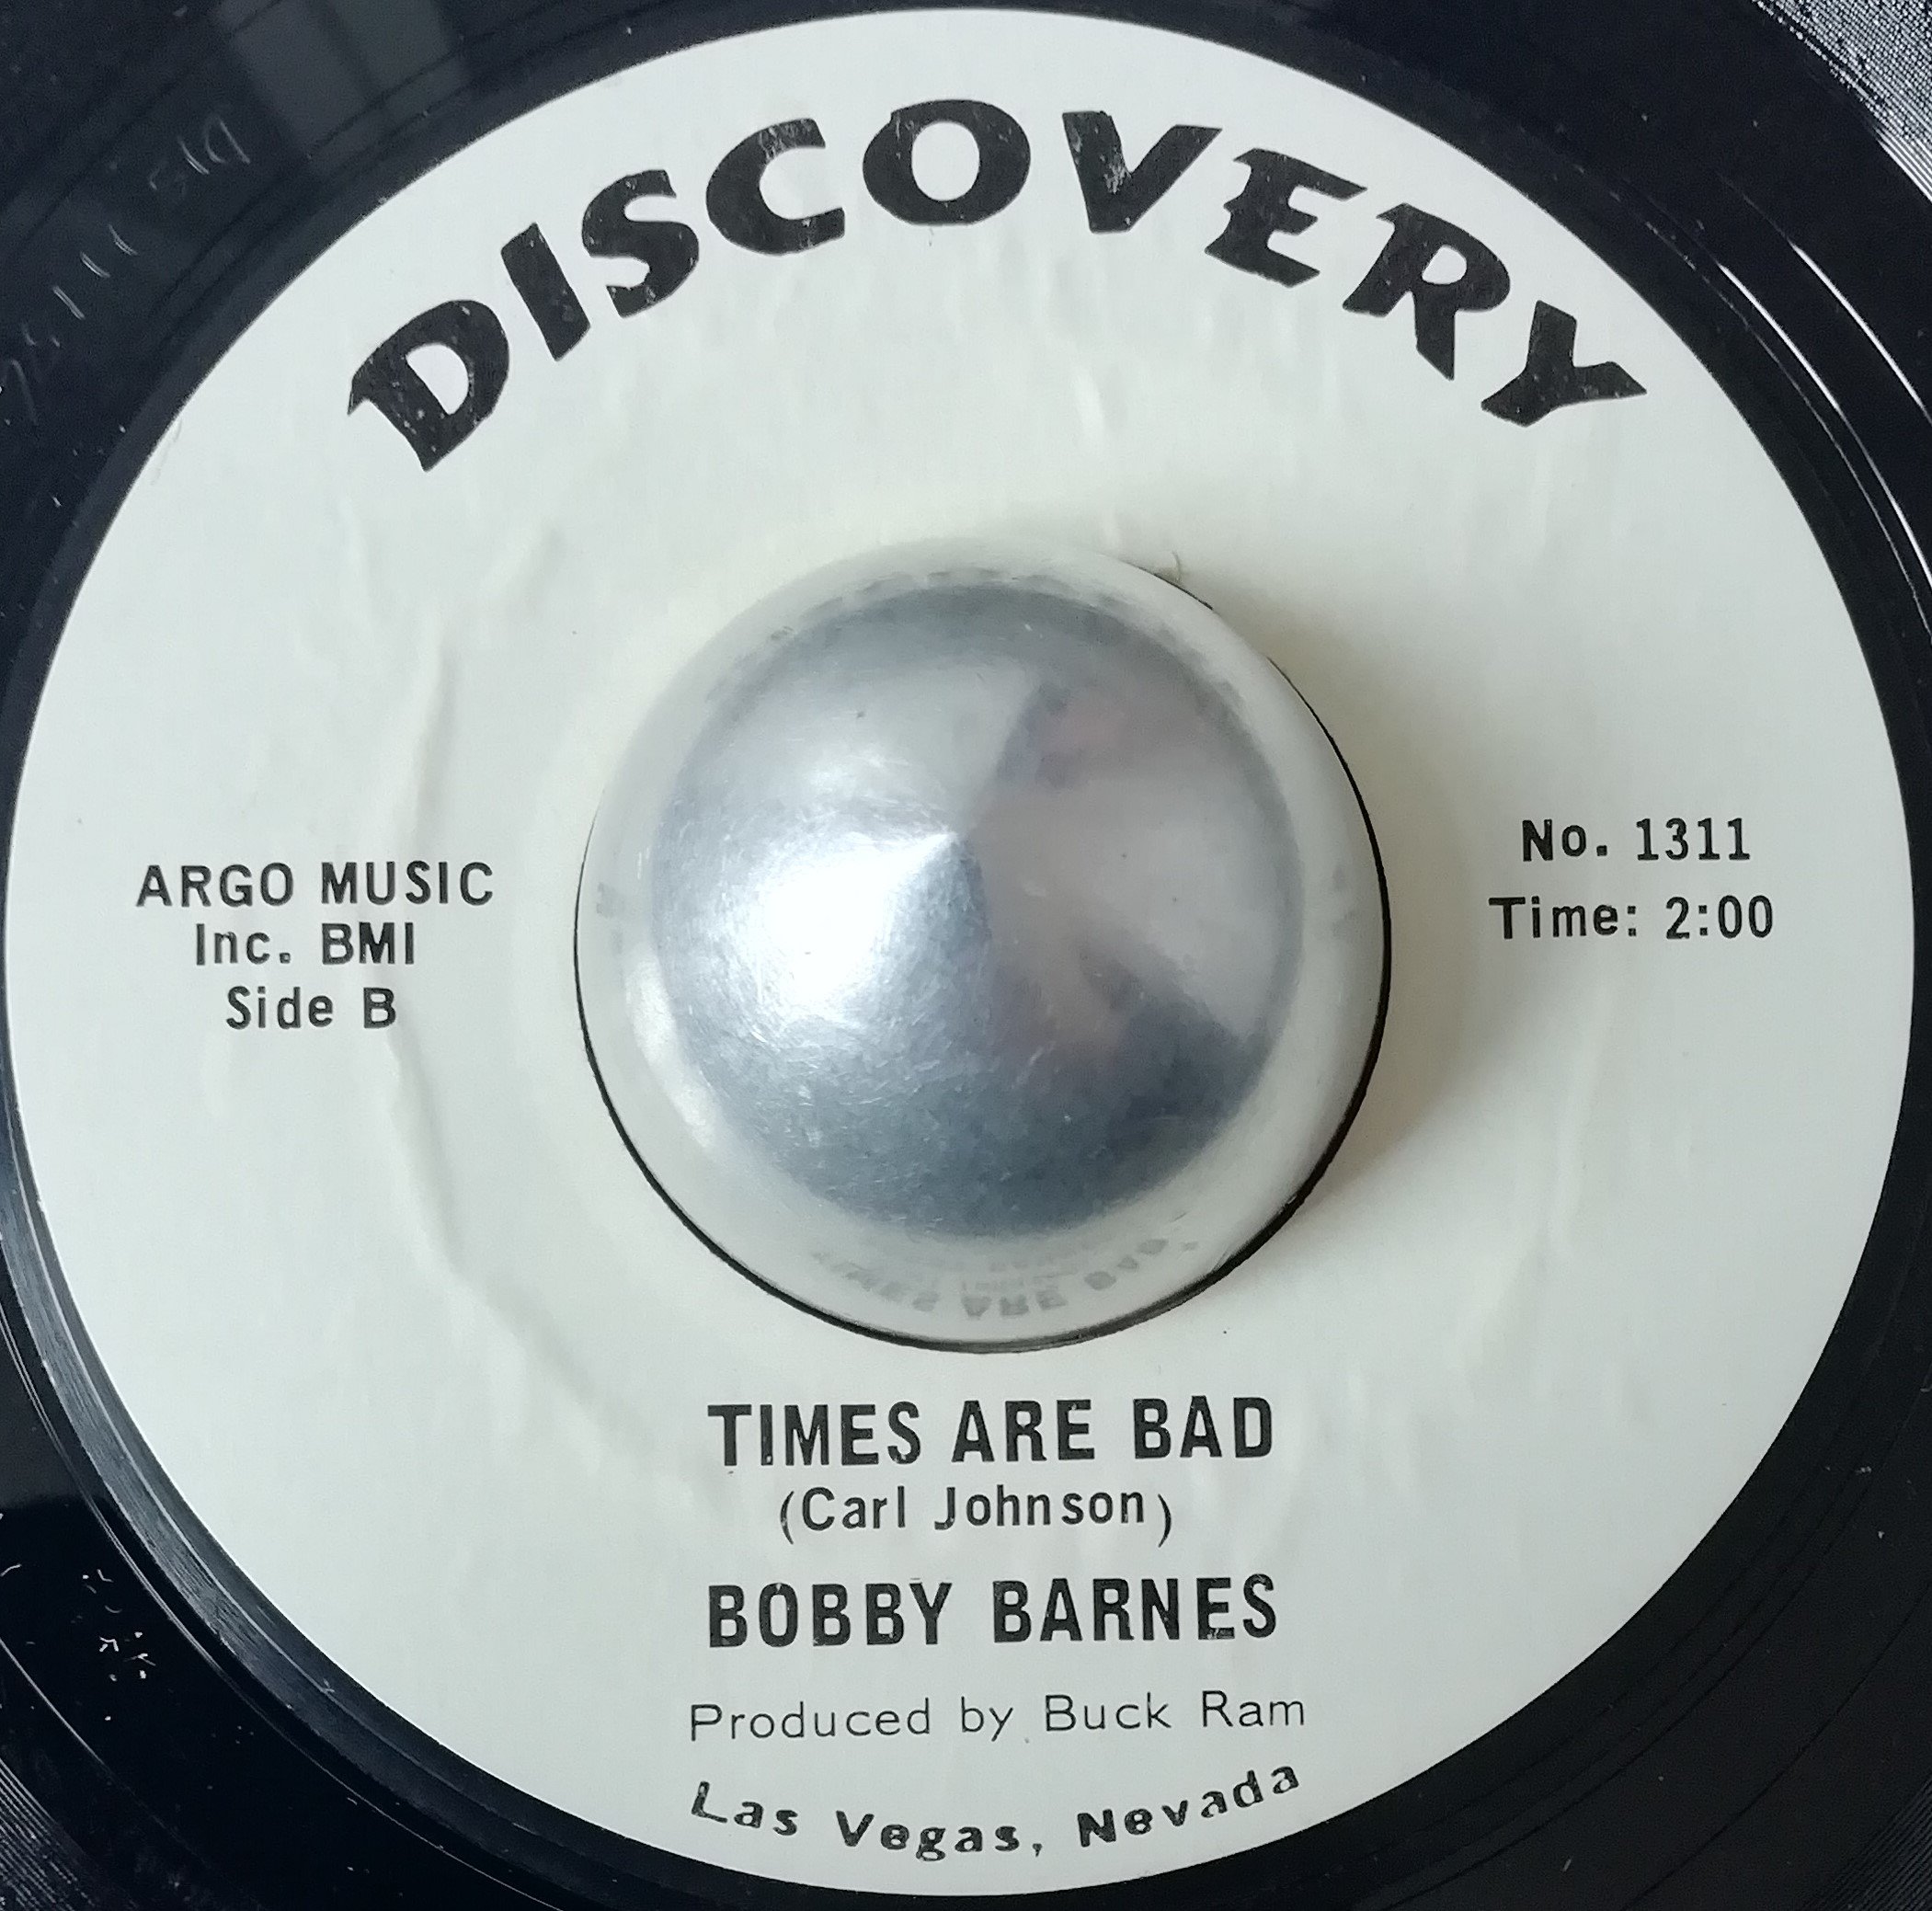 DISCOVERY
ARGO MUSIC
Inc. BMI
Side B
No. 1311
Time: 2:00
TIMES ARE BAD
(Carl Johnson)
BOBBY BARNES
Produced by Buck Ram
Las Vegas, Nevada